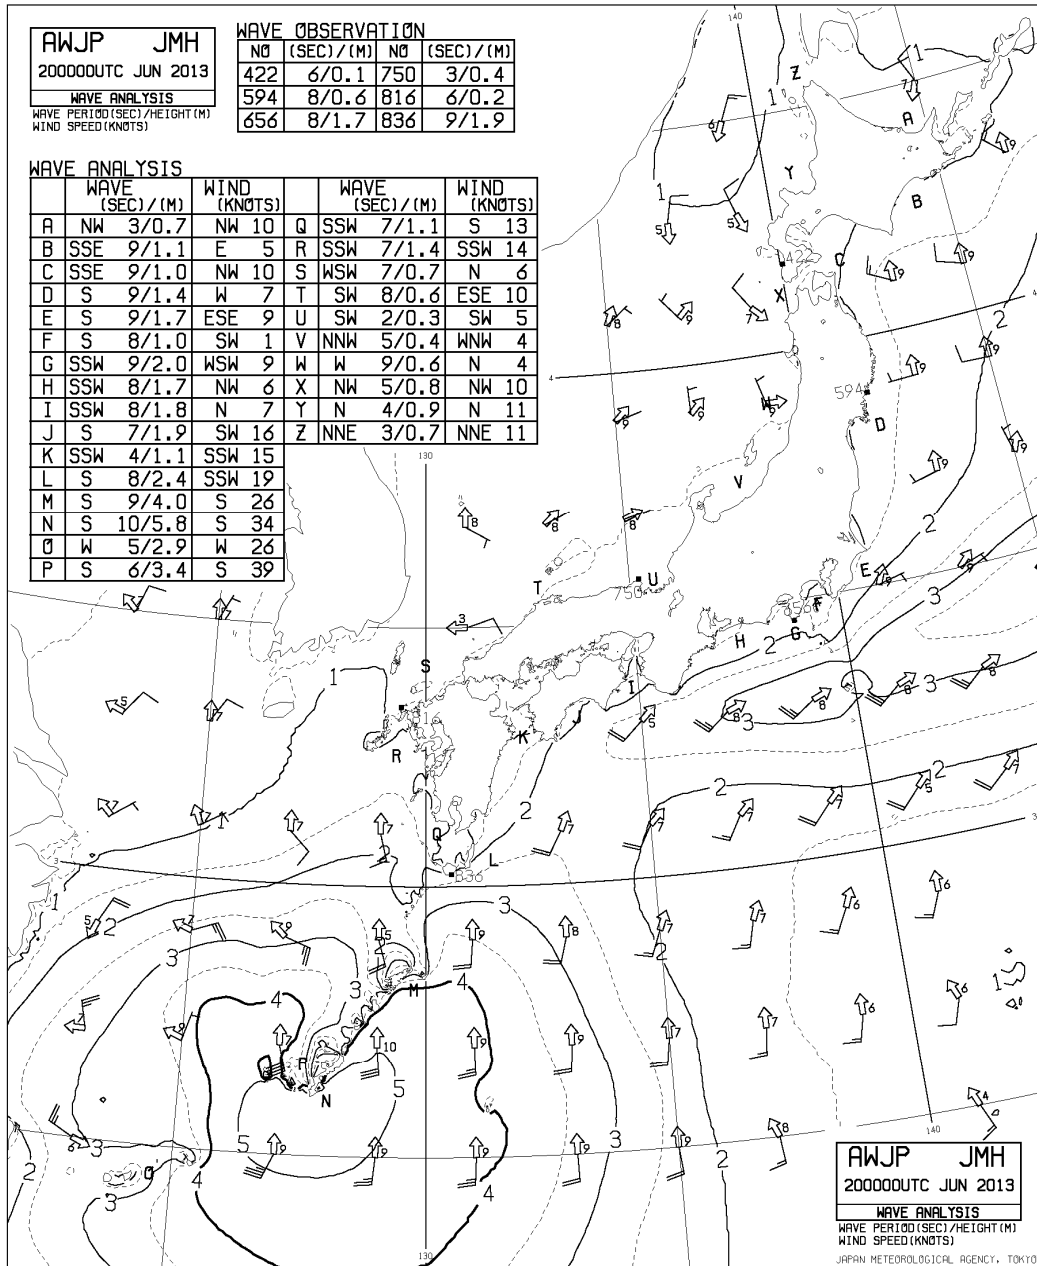 AWJP JMH
200000UTC JUN 2013
WAVE ANALYSIS
WAVE PERIOD(SEC)/HEIGHT(M)
WIND SPEED(KNOTS)
WAVE OBSERVATION
NO (SEC)/(M) NO (SEC)/(M)
422 6/0.1 750 3/0.4
594 8/0.6 816 6/0.2
656 8/1.7 836 9/1.9
WAVE ANALYSIS
WAVE (SEC)/(M) WIND (KNOTS) WAVE (SEC)/(M) WIND (KNOTS)
A NW 3/0.7 NW 10 Q SSW 7/1.1 S 13
B SSE 9/1.1 E 5 R SSW 7/1.4 SSW 14
C SSE 9/1.0 NW 10 S WSW 7/0.7 N 6
D S 9/1.4 W 7 T SW 8/0.6 ESE 10
E S 9/1.7 ESE 9 U SW 2/0.3 SW 5
F S 8/1.0 SW 1 V NNW 5/0.4 WNW 4
G SSW 9/2.0 WSW 9 W W 9/0.6 N 4
H SSW 8/1.7 NW 6 X NW 5/0.8 NW 10
I SSW 8/1.8 N 7 Y N 4/0.9 N 11
J S 7/1.9 SW 16 Z NNE 3/0.7 NNE 11
K SSW 4/1.1 SSW 15
L S 8/2.4 SSW 19
M S 9/4.0 S 26
N S 10/5.8 S 34
O W 5/2.9 W 26
P S 6/3.4 S 39
140
Z
A
Y
B
422
C
X
594
D
W
V
130
T
750
U
E
656
F
G
H
S
I
J
K
R
Q
836
L
M
P
N
O
130
140
AWJP JMH
200000UTC JUN 2013
WAVE ANALYSIS
WAVE PERIOD(SEC)/HEIGHT(M)
WIND SPEED(KNOTS)
JAPAN METEOROLOGICAL AGENCY, TOKYO